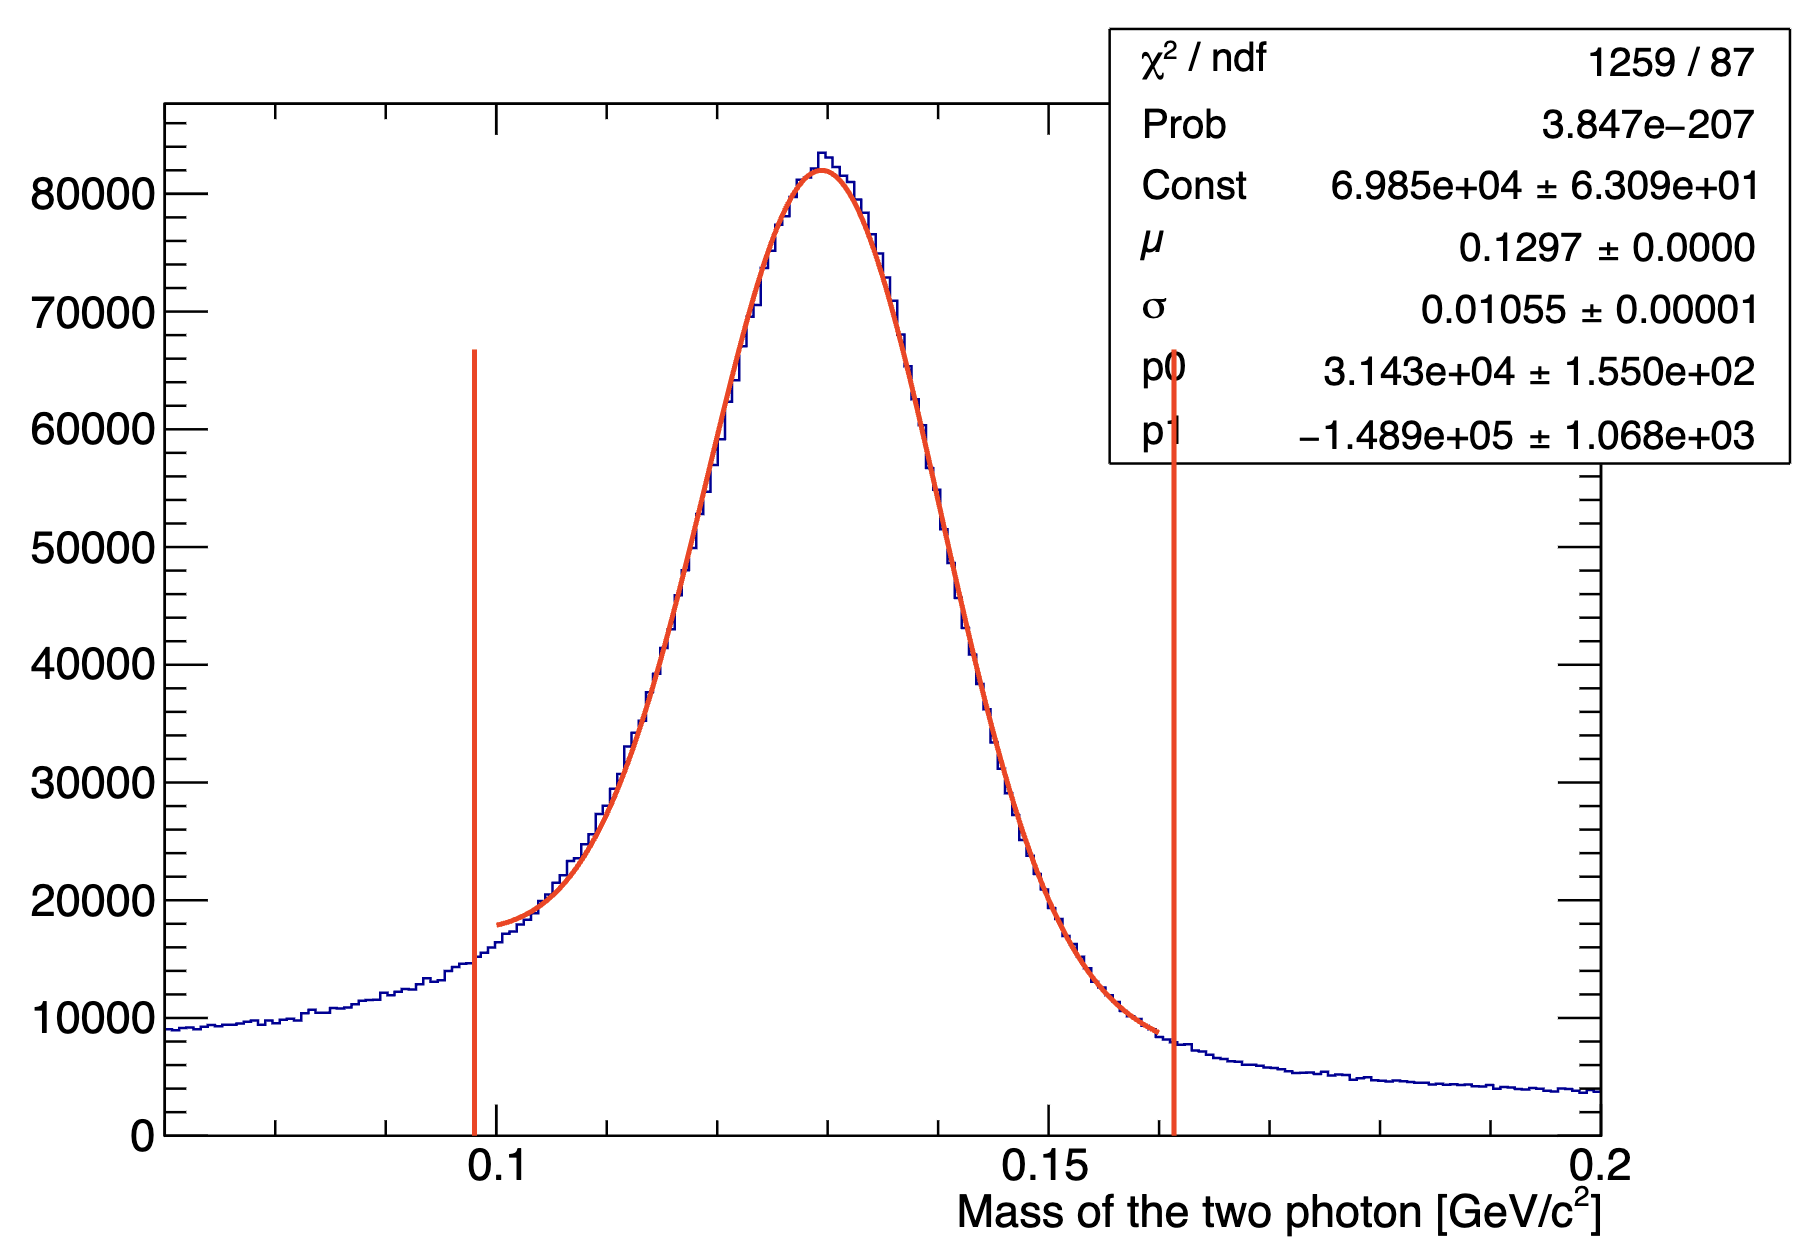 χ² / ndf 1259 / 87
Prob 3.847e−207
Const 6.985e+04 ± 6.309e+01
μ 0.1297 ± 0.0000
σ 0.01055 ± 0.00001
p0 3.143e+04 ± 1.550e+02
p1 −1.489e+05 ± 1.068e+03
80000
70000
60000
50000
40000
30000
20000
10000
0
0.1 0.15 0.2
Mass of the two photon [GeV/c²]